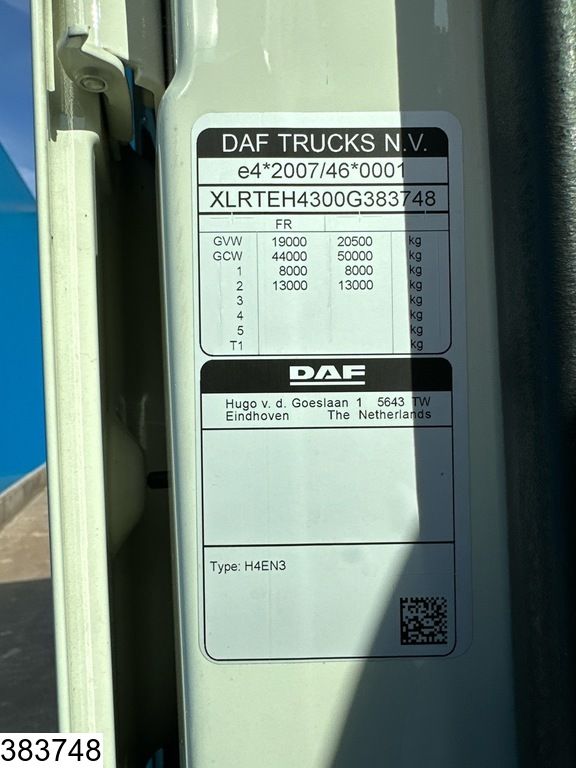 DAF TRUCKS N.V.
e4*2007/46*0001
XLRTEH4300G383748
FR
GVW 19000 20500 kg
GCW 44000 50000 kg
1 8000 8000 kg
2 13000 13000 kg
3 kg
4 kg
5 kg
T1 kg
DAF
Hugo v. d. Goeslaan 1 5643 TW
Eindhoven The Netherlands
Type: H4EN3
383748